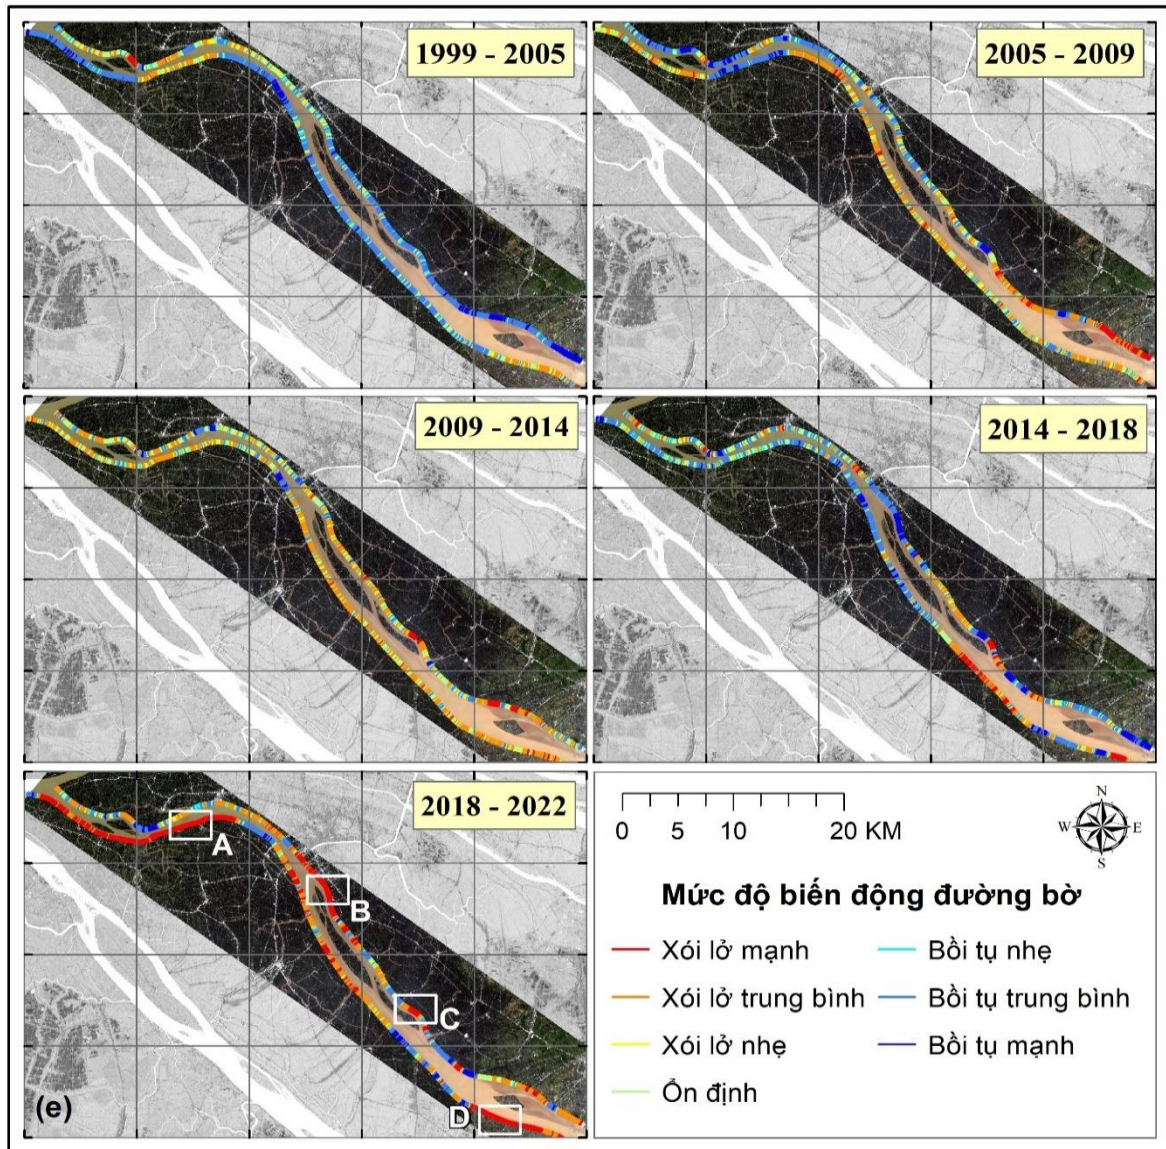 1999 - 2005
2005 - 2009
2009 - 2014
2014 - 2018
2018 - 2022
A
B
C
D
(e)
0 5 10 20 KM
N
W E
S
Mức độ biến động đường bờ
Xói lở mạnh
Bồi tụ nhẹ
Xói lở trung bình
Bồi tụ trung bình
Xói lở nhẹ
Bồi tụ mạnh
Ổn định